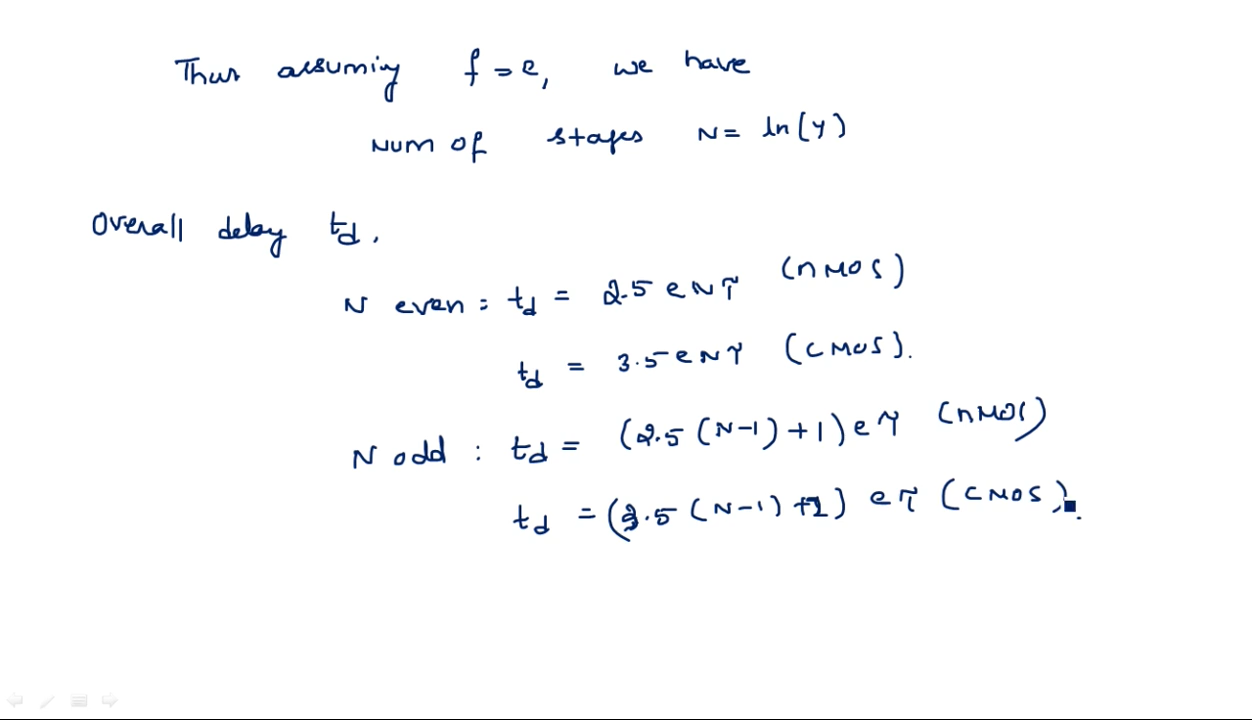 Thus assuming f = e, we have
Num of stages N = ln(y)
Overall delay td.
N even : td = 2.5 e N τ (nMOS)
td = 3.5 e N τ (CMOS).
N odd : td = (2.5 (N-1) + 1) e τ (nMOS)
td = (3.5 (N-1) + 2) e τ (CMOS).